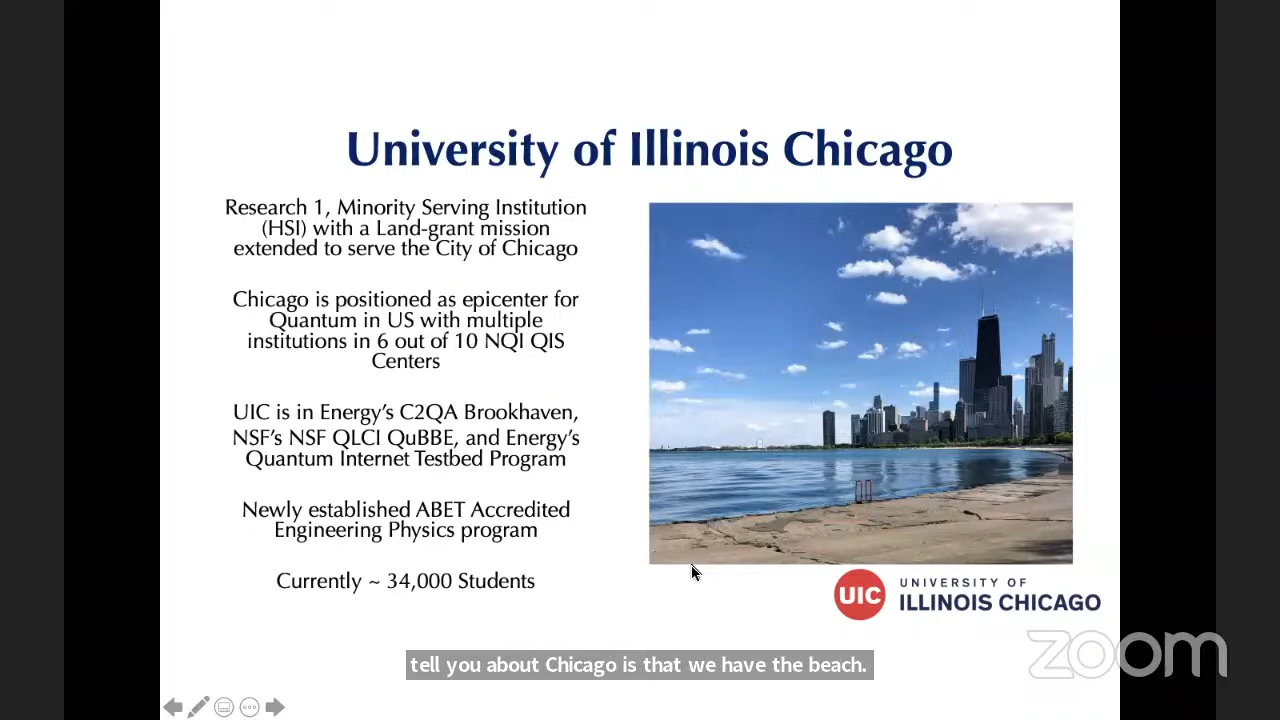 University of Illinois Chicago
Research 1, Minority Serving Institution
(HSI) with a Land-grant mission
extended to serve the City of Chicago
Chicago is positioned as epicenter for
Quantum in US with multiple
institutions in 6 out of 10 NQI QIS
Centers
UIC is in Energy's C2QA Brookhaven,
NSF's NSF QLCI QuBBE, and Energy's
Quantum Internet Testbed Program
Newly established ABET Accredited
Engineering Physics program
Currently ~ 34,000 Students
UIC
UNIVERSITY OF
ILLINOIS CHICAGO
tell you about Chicago is that we have the beach.
zoom